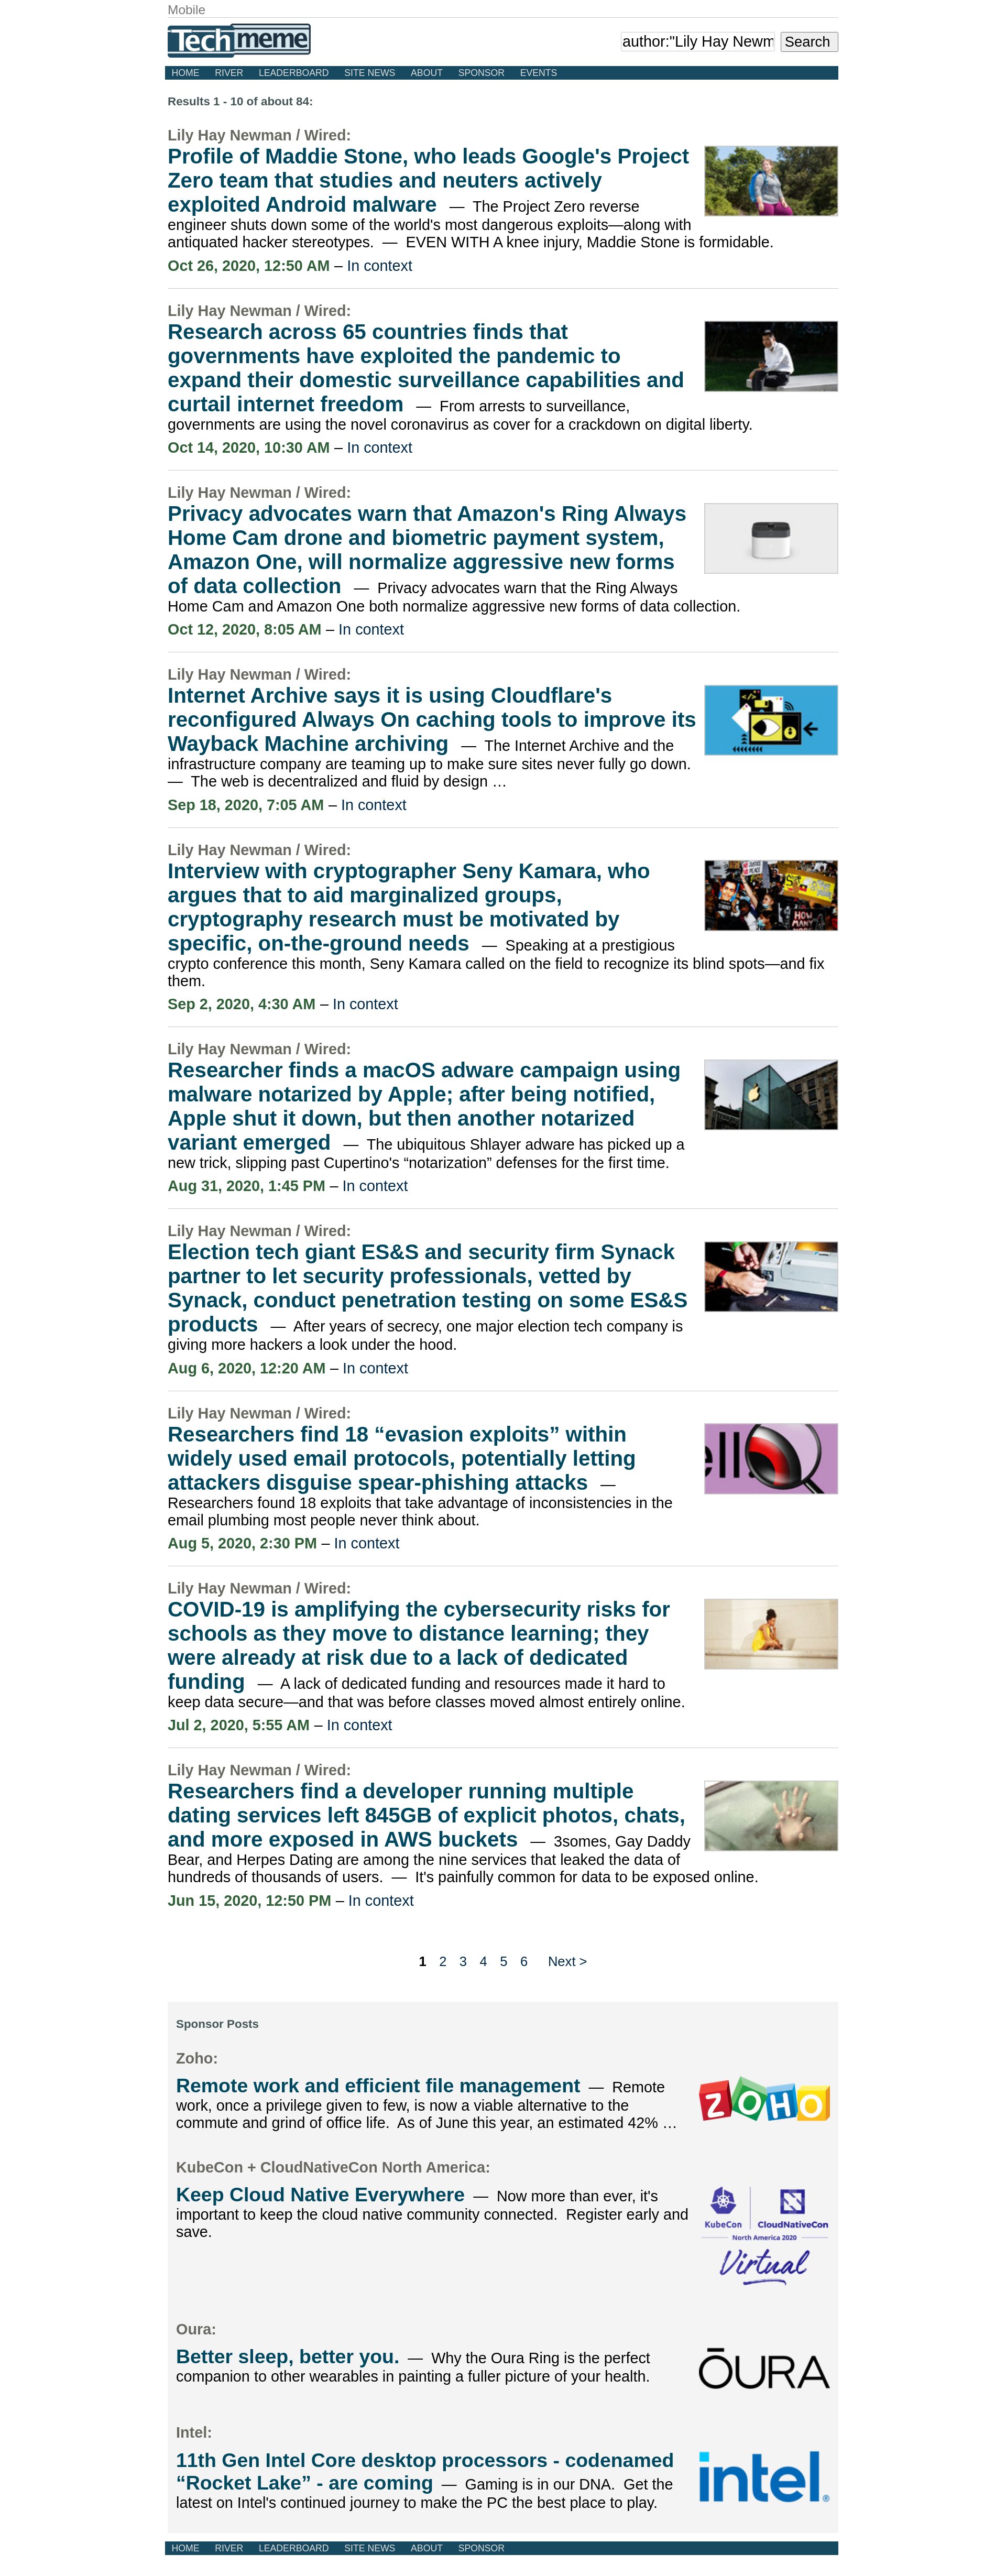 Mobile
Techmeme
author:"Lily Hay Newm
Search
HOME RIVER LEADERBOARD SITE NEWS ABOUT SPONSOR EVENTS
Results 1 - 10 of about 84:
Lily Hay Newman / Wired:
Profile of Maddie Stone, who leads Google's Project
Zero team that studies and neuters actively
exploited Android malware — The Project Zero reverse
engineer shuts down some of the world's most dangerous exploits—along with
antiquated hacker stereotypes. — EVEN WITH A knee injury, Maddie Stone is formidable.
Oct 26, 2020, 12:50 AM – In context
Lily Hay Newman / Wired:
Research across 65 countries finds that
governments have exploited the pandemic to
expand their domestic surveillance capabilities and
curtail internet freedom — From arrests to surveillance,
governments are using the novel coronavirus as cover for a crackdown on digital liberty.
Oct 14, 2020, 10:30 AM – In context
Lily Hay Newman / Wired:
Privacy advocates warn that Amazon's Ring Always
Home Cam drone and biometric payment system,
Amazon One, will normalize aggressive new forms
of data collection — Privacy advocates warn that the Ring Always
Home Cam and Amazon One both normalize aggressive new forms of data collection.
Oct 12, 2020, 8:05 AM – In context
Lily Hay Newman / Wired:
Internet Archive says it is using Cloudflare's
reconfigured Always On caching tools to improve its
Wayback Machine archiving — The Internet Archive and the
infrastructure company are teaming up to make sure sites never fully go down.
— The web is decentralized and fluid by design …
Sep 18, 2020, 7:05 AM – In context
Lily Hay Newman / Wired:
Interview with cryptographer Seny Kamara, who
argues that to aid marginalized groups,
cryptography research must be motivated by
specific, on-the-ground needs — Speaking at a prestigious
crypto conference this month, Seny Kamara called on the field to recognize its blind spots—and fix
them.
HOW
MANY
Sep 2, 2020, 4:30 AM – In context
Lily Hay Newman / Wired:
Researcher finds a macOS adware campaign using
malware notarized by Apple; after being notified,
Apple shut it down, but then another notarized
variant emerged — The ubiquitous Shlayer adware has picked up a
new trick, slipping past Cupertino's “notarization” defenses for the first time.
Aug 31, 2020, 1:45 PM – In context
Lily Hay Newman / Wired:
Election tech giant ES&S and security firm Synack
partner to let security professionals, vetted by
Synack, conduct penetration testing on some ES&S
products — After years of secrecy, one major election tech company is
giving more hackers a look under the hood.
Aug 6, 2020, 12:20 AM – In context
Lily Hay Newman / Wired:
Researchers find 18 “evasion exploits” within
widely used email protocols, potentially letting
attackers disguise spear-phishing attacks —
Researchers found 18 exploits that take advantage of inconsistencies in the
email plumbing most people never think about.
ell
Aug 5, 2020, 2:30 PM – In context
Lily Hay Newman / Wired:
COVID-19 is amplifying the cybersecurity risks for
schools as they move to distance learning; they
were already at risk due to a lack of dedicated
funding — A lack of dedicated funding and resources made it hard to
keep data secure—and that was before classes moved almost entirely online.
Jul 2, 2020, 5:55 AM – In context
Lily Hay Newman / Wired:
Researchers find a developer running multiple
dating services left 845GB of explicit photos, chats,
and more exposed in AWS buckets — 3somes, Gay Daddy
Bear, and Herpes Dating are among the nine services that leaked the data of
hundreds of thousands of users. — It's painfully common for data to be exposed online.
Jun 15, 2020, 12:50 PM – In context
1 2 3 4 5 6 Next >
Sponsor Posts
Zoho:
Remote work and efficient file management — Remote
work, once a privilege given to few, is now a viable alternative to the
commute and grind of office life. As of June this year, an estimated 42% …
ZOHO
KubeCon + CloudNativeCon North America:
Keep Cloud Native Everywhere — Now more than ever, it's
important to keep the cloud native community connected. Register early and
save.
KubeCon CloudNativeCon
North America 2020
Virtual
Oura:
Better sleep, better you. — Why the Oura Ring is the perfect
companion to other wearables in painting a fuller picture of your health.
ŌURA
Intel:
11th Gen Intel Core desktop processors - codenamed
“Rocket Lake” - are coming — Gaming is in our DNA. Get the
latest on Intel's continued journey to make the PC the best place to play.
intel®
HOME RIVER LEADERBOARD SITE NEWS ABOUT SPONSOR